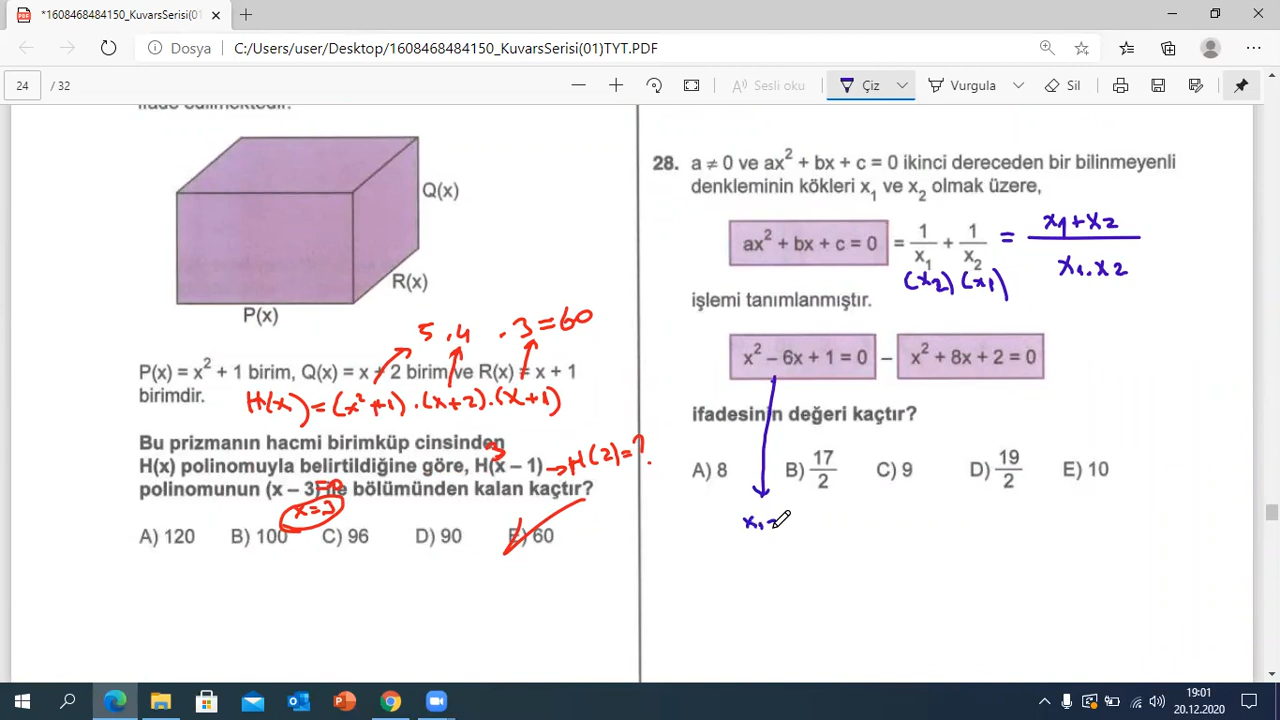 *1608468484150_KuvarsSerisi(01)
Dosya C:/Users/user/Desktop/1608468484150_KuvarsSerisi(01)TYT.PDF
24 / 32
Sesli oku Çiz Vurgula Sil
ifade edilmektedir.
Q(x)
R(x)
P(x)
5 . 4 . 3 = 60
P(x) = x² + 1 birim, Q(x) = x + 2 birim ve R(x) = x + 1
birimdir.
H(x) = (x²+1) . (x+2) . (x+1)
Bu prizmanın hacmi birimküp cinsinden
H(x) polinomuyla belirtildiğine göre, H(x – 1)
→ H(2) = ?
polinomunun (x – 3) ile bölümünden kalan kaçtır?
x=3
A) 120 B) 100 C) 96 D) 90 E) 60
28. a ≠ 0 ve ax² + bx + c = 0 ikinci dereceden bir bilinmeyenli
denkleminin kökleri x₁ ve x₂ olmak üzere,
ax² + bx + c = 0 = 1/x₁ + 1/x₂ = x₁+x₂ / x₁.x₂
(x₂) (x₁)
işlemi tanımlanmıştır.
x² – 6x + 1 = 0 – x² + 8x + 2 = 0
ifadesinin değeri kaçtır?
A) 8 B) 17/2 C) 9 D) 19/2 E) 10
x₁
19:01
20.12.2020